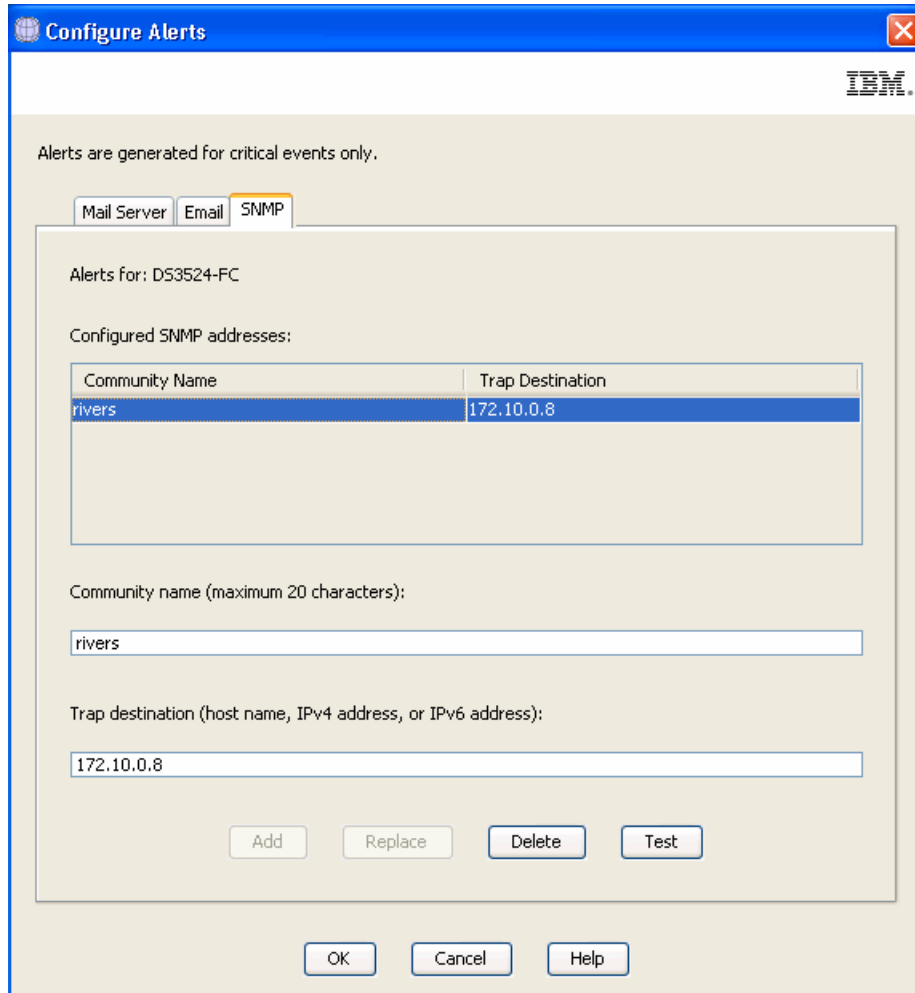 Configure Alerts
IBM.
Alerts are generated for critical events only.
Mail Server Email SNMP
Alerts for: DS3524-FC
Configured SNMP addresses:
Community Name Trap Destination
rivers 172.10.0.8
Community name (maximum 20 characters):
rivers
Trap destination (host name, IPv4 address, or IPv6 address):
172.10.0.8
Add Replace Delete Test
OK Cancel Help